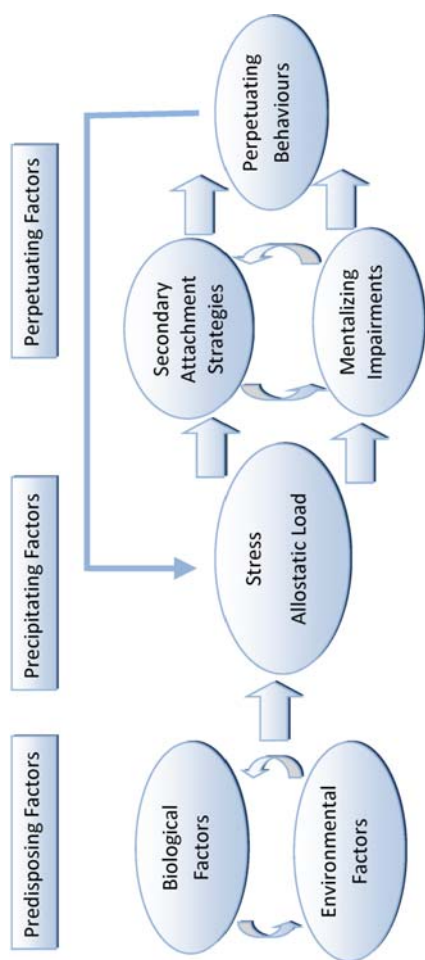 Predisposing Factors
Precipitating Factors
Perpetuating Factors
Biological
Factors
Environmental
Factors
Stress
Allostatic Load
Secondary
Attachment
Strategies
Mentalizing
Impairments
Perpetuating
Behaviours